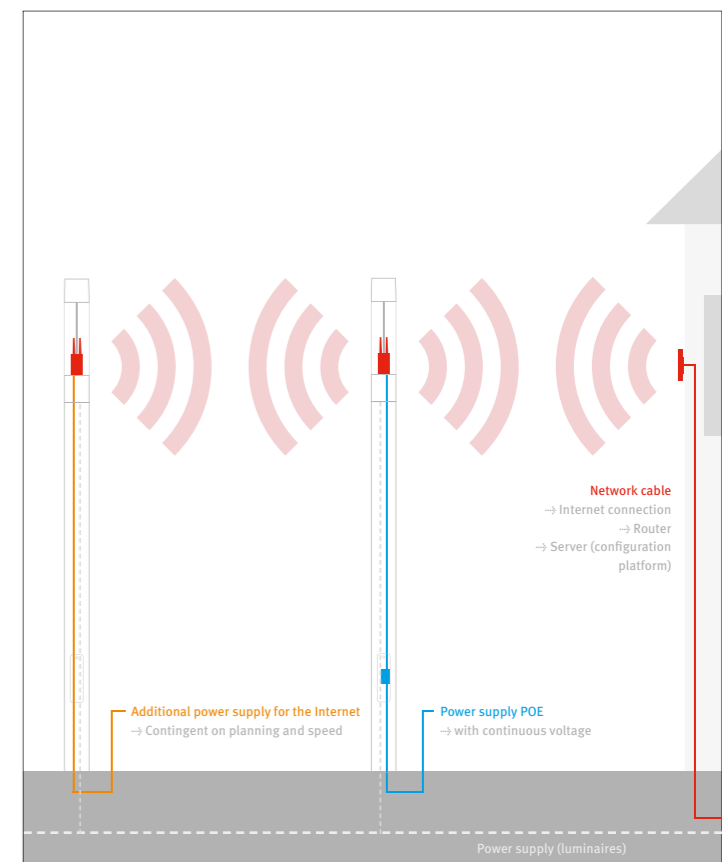 Network cable
→ Internet connection
→ Router
→ Server (configuration
platform)
Additional power supply for the Internet
→ Contingent on planning and speed
Power supply POE
→ with continuous voltage
Power supply (luminaires)